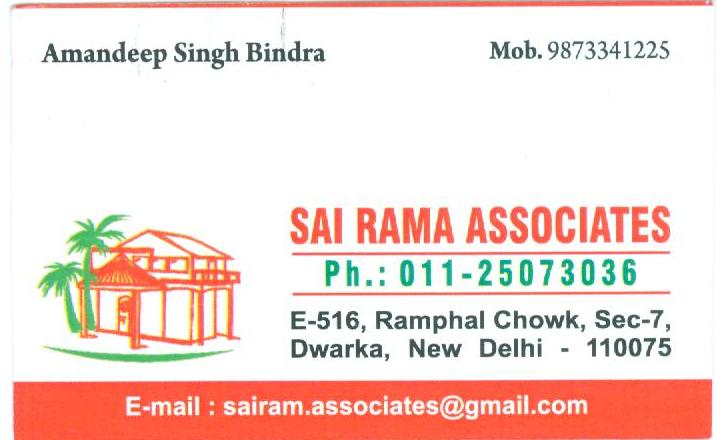 Amandeep Singh Bindra
Mob. 9873341225
SAI RAMA ASSOCIATES
Ph.: 011-25073036
E-516, Ramphal Chowk, Sec-7,
Dwarka, New Delhi - 110075
E-mail : sairam.associates@gmail.com